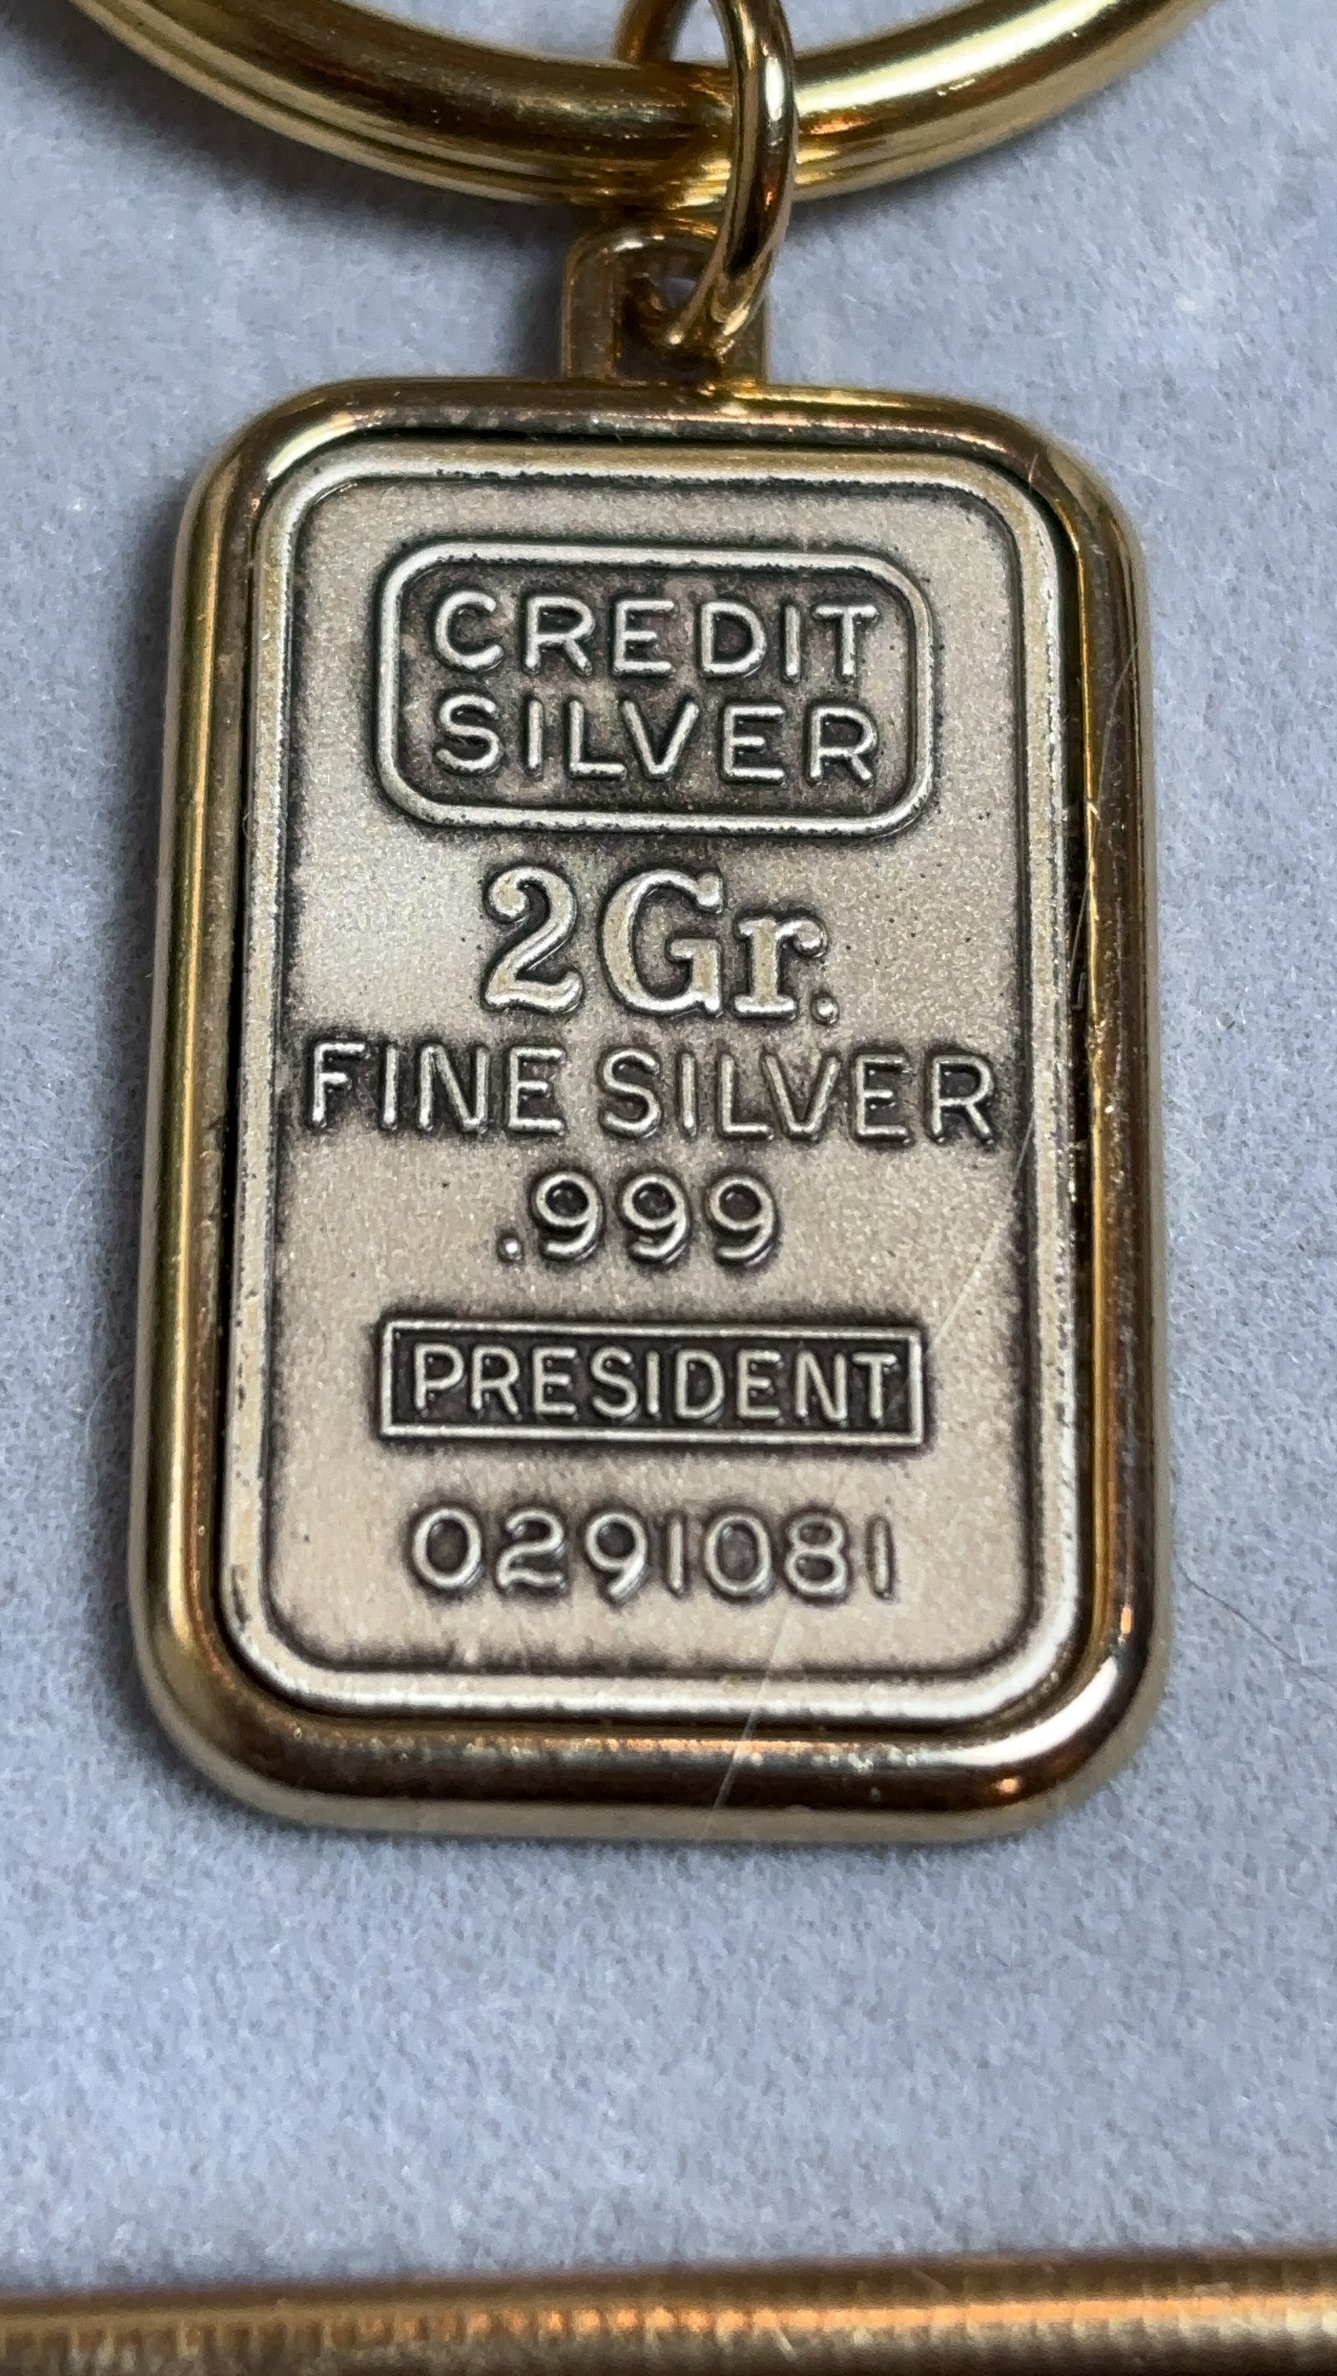 CREDIT
SILVER
2Gr.
FINE SILVER
.999
PRESIDENT
0291081